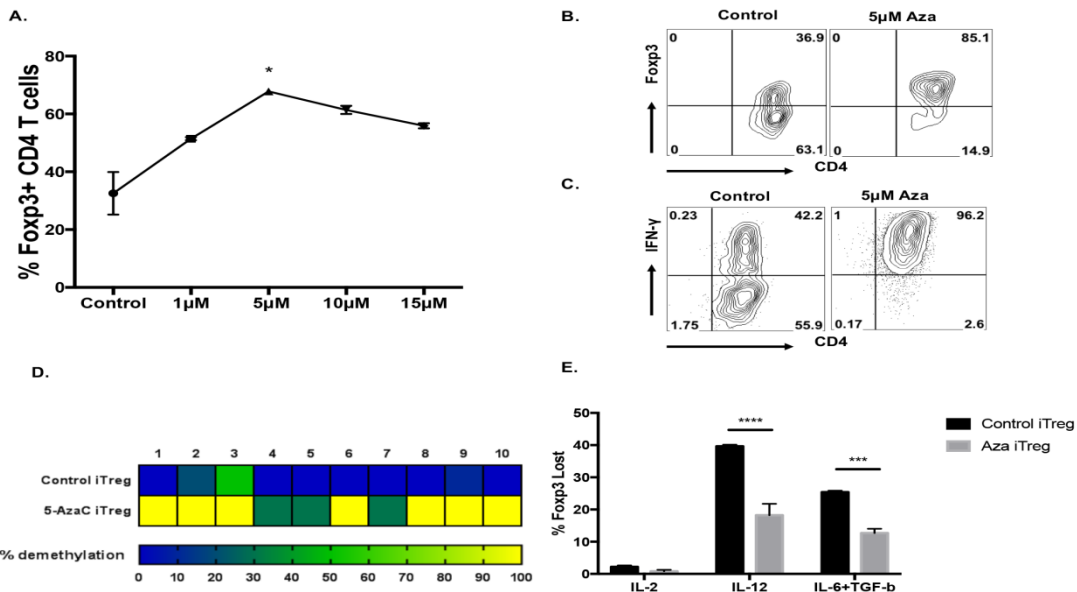 A.
% Foxp3+ CD4 T cells
80
60
40
20
0
*
Control 1µM 5µM 10µM 15µM
B.
Control 5µM Aza
Foxp3
0 36.9 0 85.1
0 63.1 0 14.9
CD4
C.
Control 5µM Aza
IFN-γ
0.23 42.2 1 96.2
1.75 55.9 0.17 2.6
CD4
D.
1 2 3 4 5 6 7 8 9 10
Control iTreg
5-AzaC iTreg
% demethylation
0 10 20 30 40 50 60 70 80 90 100
E.
% Foxp3 Lost
50
40
30
20
10
0
**** ***
IL-2 IL-12 IL-6+TGF-b
Control iTreg
Aza iTreg